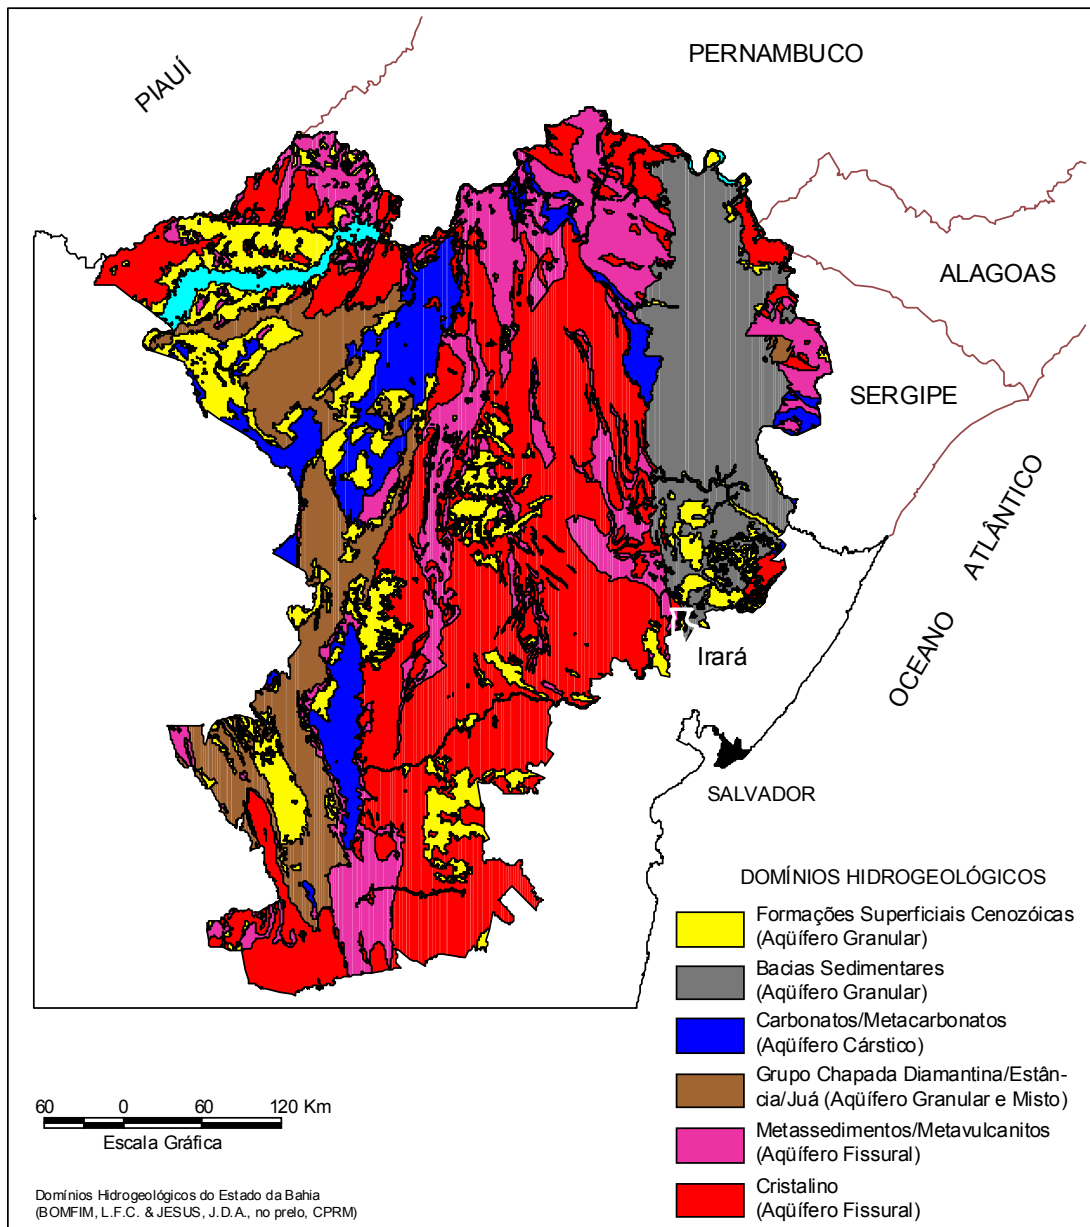 PIAUÍ
PERNAMBUCO
ALAGOAS
SERGIPE
OCEANO ATLÂNTICO
Irará
SALVADOR
DOMÍNIOS HIDROGEOLÓGICOS
Formações Superficiais Cenozóicas
(Aqüífero Granular)
Bacias Sedimentares
(Aqüífero Granular)
Carbonatos/Metacarbonatos
(Aqüífero Cárstico)
Grupo Chapada Diamantina/Estân-
cia/Juá (Aqüífero Granular e Misto)
Metassedimentos/Metavulcanitos
(Aqüífero Fissural)
Cristalino
(Aqüífero Fissural)
60 0 60 120 Km
Escala Gráfica
Domínios Hidrogeológicos do Estado da Bahia
(BOMFIM, L.F.C. & JESUS, J.D.A., no prelo, CPRM)